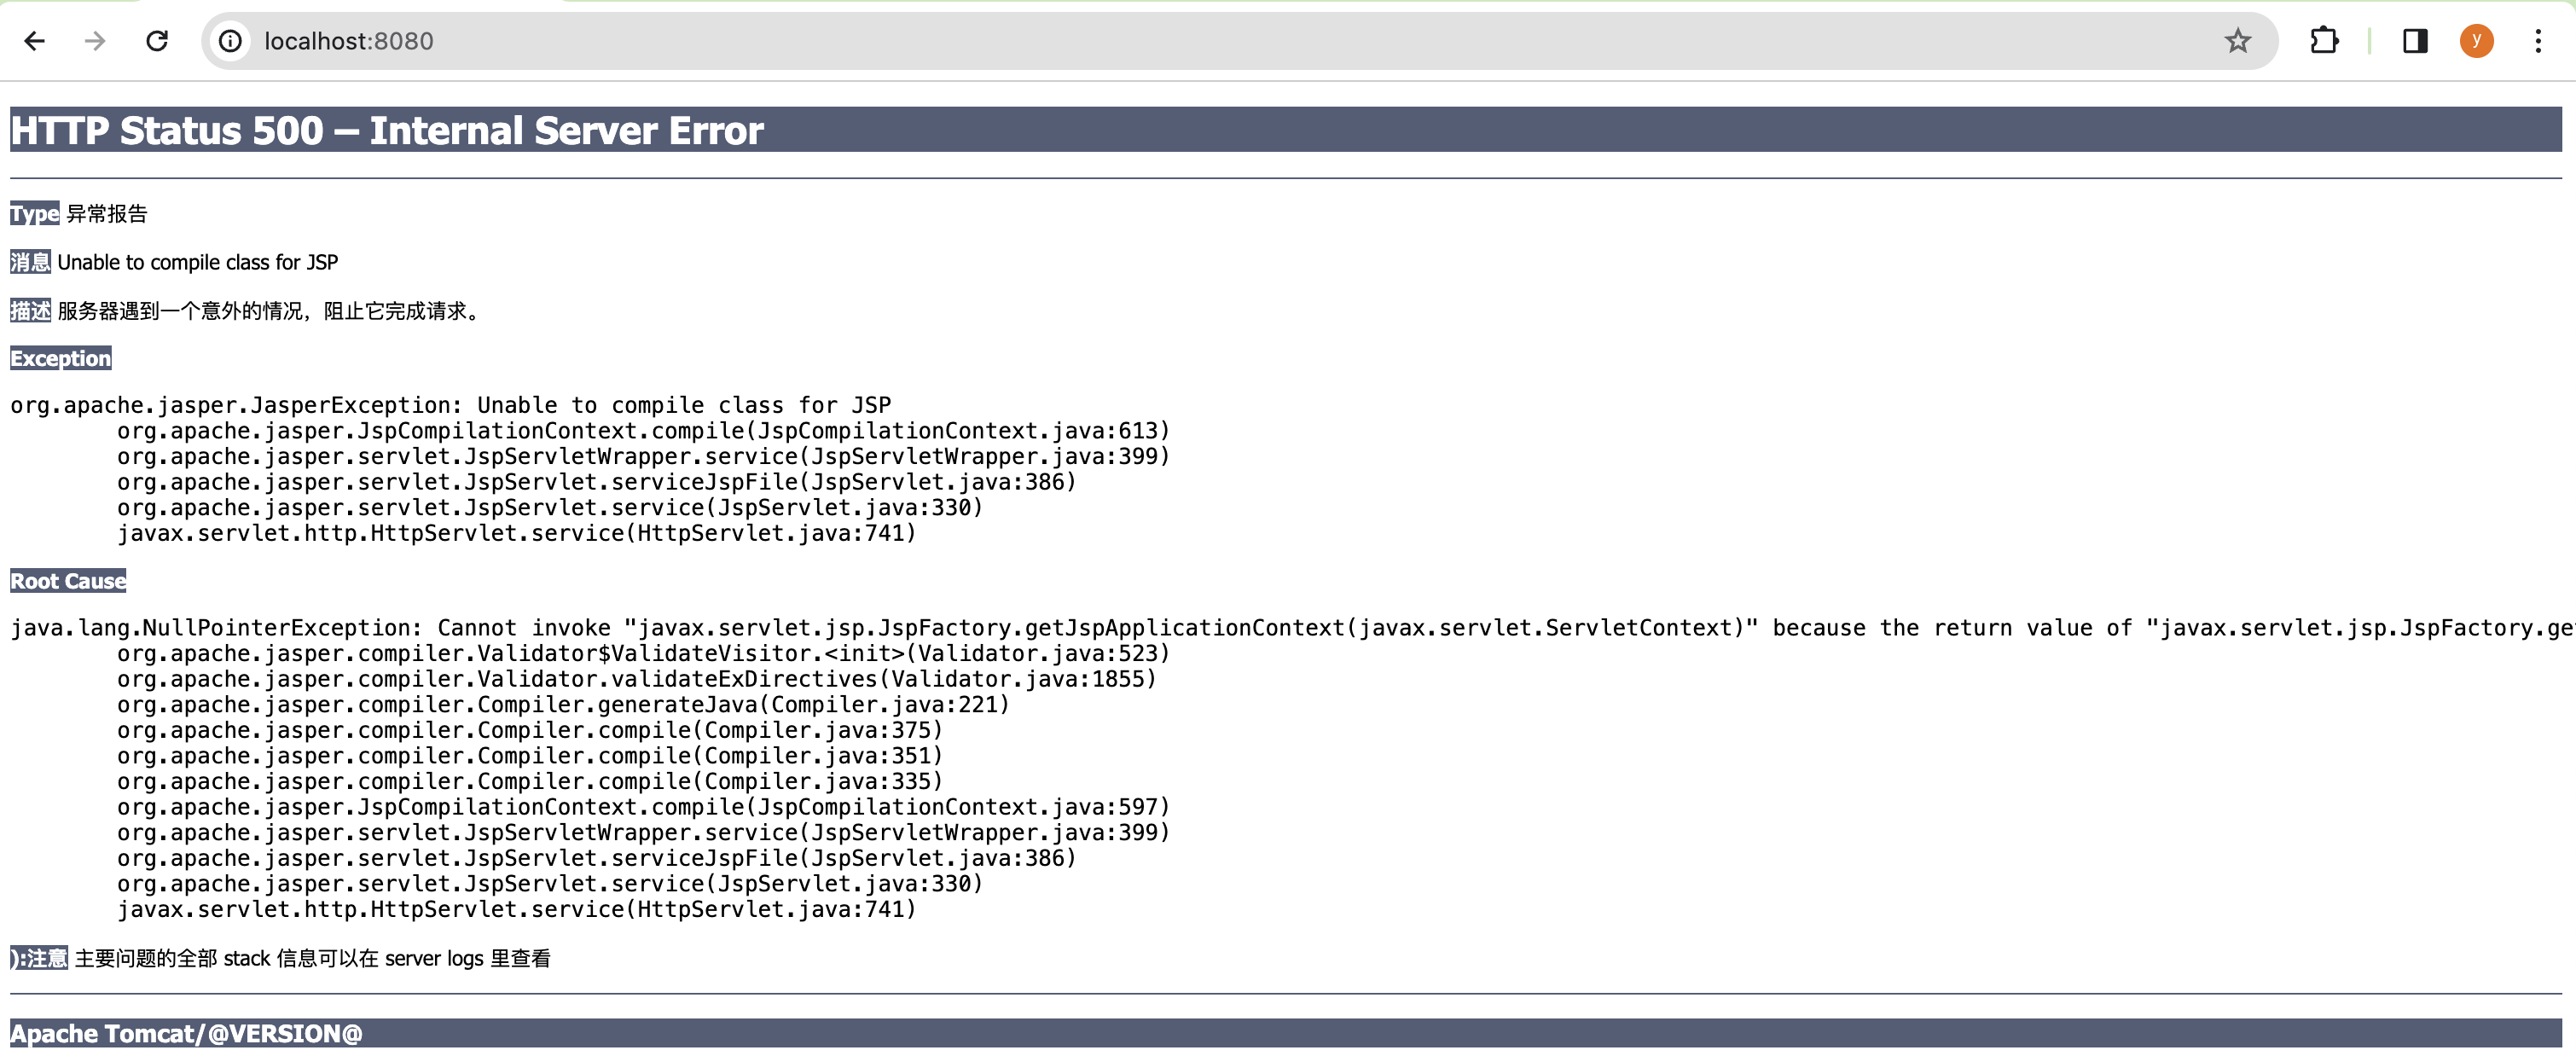 localhost:8080
y
HTTP Status 500 – Internal Server Error
Type 异常报告
消息 Unable to compile class for JSP
描述 服务器遇到一个意外的情况，阻止它完成请求。
Exception
org.apache.jasper.JasperException: Unable to compile class for JSP
org.apache.jasper.JspCompilationContext.compile(JspCompilationContext.java:613)
org.apache.jasper.servlet.JspServletWrapper.service(JspServletWrapper.java:399)
org.apache.jasper.servlet.JspServlet.serviceJspFile(JspServlet.java:386)
org.apache.jasper.servlet.JspServlet.service(JspServlet.java:330)
javax.servlet.http.HttpServlet.service(HttpServlet.java:741)
Root Cause
java.lang.NullPointerException: Cannot invoke "javax.servlet.jsp.JspFactory.getJspApplicationContext(javax.servlet.ServletContext)" because the return value of "javax.servlet.jsp.JspFactory.ge
org.apache.jasper.compiler.Validator$ValidateVisitor.<init>(Validator.java:523)
org.apache.jasper.compiler.Validator.validateExDirectives(Validator.java:1855)
org.apache.jasper.compiler.Compiler.generateJava(Compiler.java:221)
org.apache.jasper.compiler.Compiler.compile(Compiler.java:375)
org.apache.jasper.compiler.Compiler.compile(Compiler.java:351)
org.apache.jasper.compiler.Compiler.compile(Compiler.java:335)
org.apache.jasper.JspCompilationContext.compile(JspCompilationContext.java:597)
org.apache.jasper.servlet.JspServletWrapper.service(JspServletWrapper.java:399)
org.apache.jasper.servlet.JspServlet.serviceJspFile(JspServlet.java:386)
org.apache.jasper.servlet.JspServlet.service(JspServlet.java:330)
javax.servlet.http.HttpServlet.service(HttpServlet.java:741)
):注意 主要问题的全部 stack 信息可以在 server logs 里查看
Apache Tomcat/@VERSION@